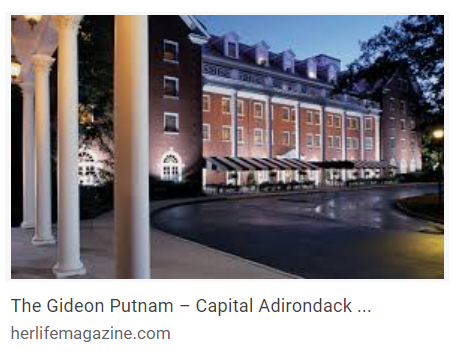 The Gideon Putnam – Capital Adirondack ...
herlifemagazine.com